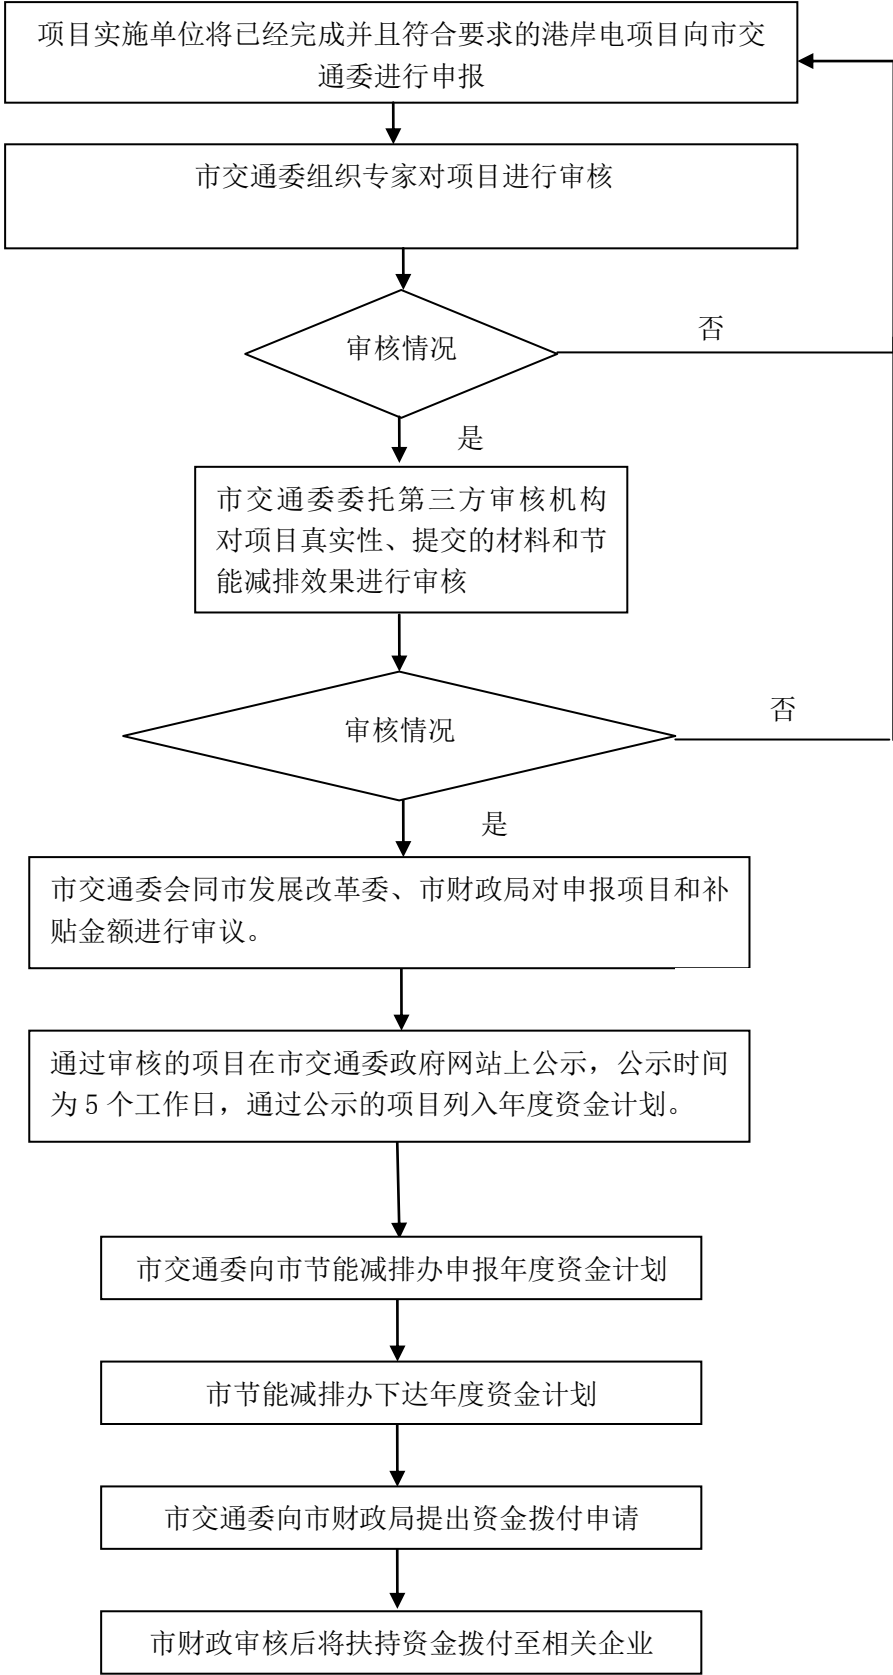 项目实施单位将已经完成并且符合要求的港岸电项目向市交
通委进行申报
市交通委组织专家对项目进行审核
审核情况
否
是
市交通委委托第三方审核机构
对项目真实性、提交的材料和节
能减排效果进行审核
审核情况
否
是
市交通委会同市发展改革委、市财政局对申报项目和补
贴金额进行审议。
通过审核的项目在市交通委政府网站上公示，公示时间
为5个工作日，通过公示的项目列入年度资金计划。
市交通委向市节能减排办申报年度资金计划
市节能减排办下达年度资金计划
市交通委向市财政局提出资金拨付申请
市财政审核后将扶持资金拨付至相关企业